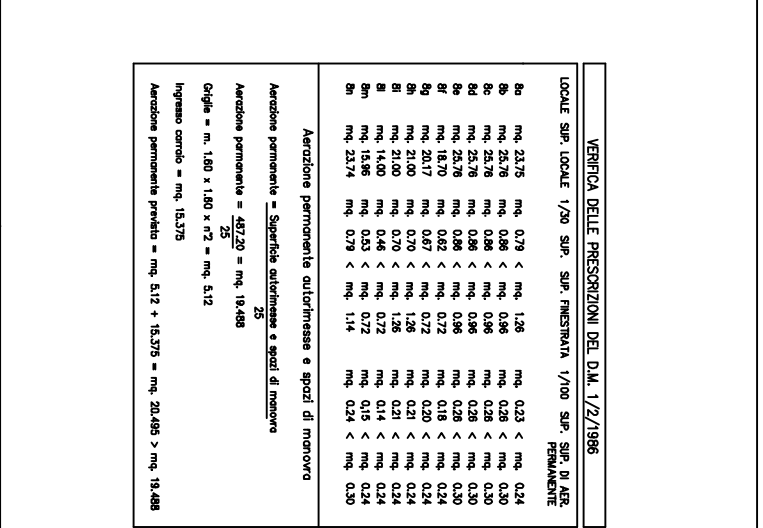 VERIFICA DELLE PRESCRIZIONI DEL D.M. 1/2/1986
LOCALE SUP. LOCALE 1/30 SUP. SUP. FINESTRATA 1/100 SUP. SUP. DI AER. PERMANENTE
8a mq. 23.75 mq. 0.79 < mq. 1.26 mq. 0.23 < mq. 0.24
8b mq. 25.76 mq. 0.86 < mq. 0.96 mq. 0.26 < mq. 0.30
8c mq. 25.76 mq. 0.86 < mq. 0.96 mq. 0.26 < mq. 0.30
8d mq. 25.76 mq. 0.86 < mq. 0.96 mq. 0.26 < mq. 0.30
8e mq. 25.76 mq. 0.86 < mq. 0.96 mq. 0.26 < mq. 0.30
8f mq. 18.70 mq. 0.62 < mq. 0.72 mq. 0.18 < mq. 0.24
8g mq. 20.17 mq. 0.67 < mq. 0.72 mq. 0.20 < mq. 0.24
8h mq. 21.00 mq. 0.70 < mq. 1.26 mq. 0.21 < mq. 0.24
8i mq. 21.00 mq. 0.70 < mq. 1.26 mq. 0.21 < mq. 0.24
8l mq. 14.00 mq. 0.46 < mq. 0.72 mq. 0.14 < mq. 0.24
8m mq. 15.96 mq. 0.53 < mq. 0.72 mq. 0,15 < mq. 0.24
8n mq. 23.74 mq. 0.79 < mq. 1.14 mq. 0.24 < mq. 0.30
Aerazione permanente autorimesse e spazi di manovra
Aerazione parmanente = Superficie autorimesse e spazi di manovra
25
Aerazione parmanente = 487.20 = mq. 19.488
25
Griglie = m. 1.60 x 1.60 x n°2 = mq. 5.12
Ingresso carraio = mq. 15.375
Aerazione permanente prevista = mq. 5.12 + 15.375 = mq. 20.495 > mq. 19.488